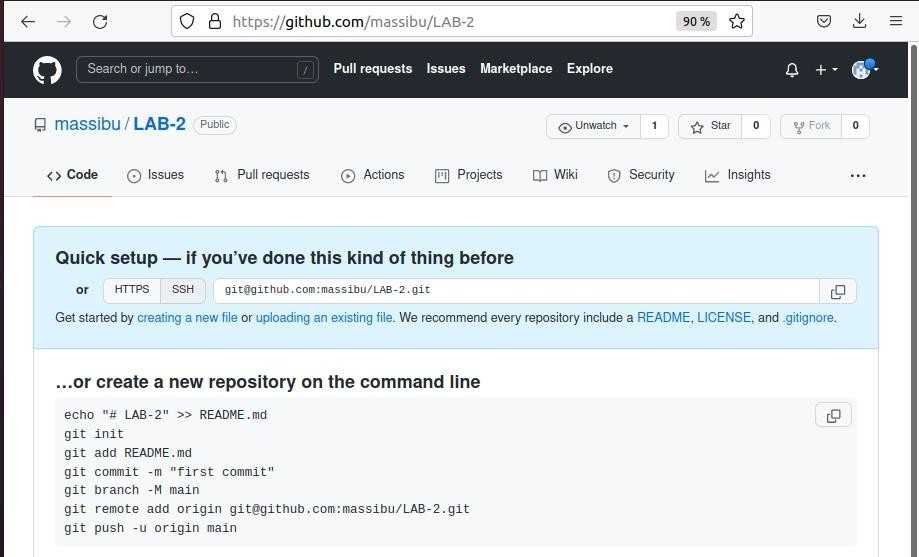 https://github.com/massibu/LAB-2 90 %
Search or jump to… / Pull requests Issues Marketplace Explore
massibu / LAB-2 Public Unwatch 1 Star 0 Fork 0
Code Issues Pull requests Actions Projects Wiki Security Insights
Quick setup — if you’ve done this kind of thing before
or HTTPS SSH git@github.com:massibu/LAB-2.git
Get started by creating a new file or uploading an existing file. We recommend every repository include a README, LICENSE, and .gitignore.
…or create a new repository on the command line
echo "# LAB-2" >> README.md
git init
git add README.md
git commit -m "first commit"
git branch -M main
git remote add origin git@github.com:massibu/LAB-2.git
git push -u origin main